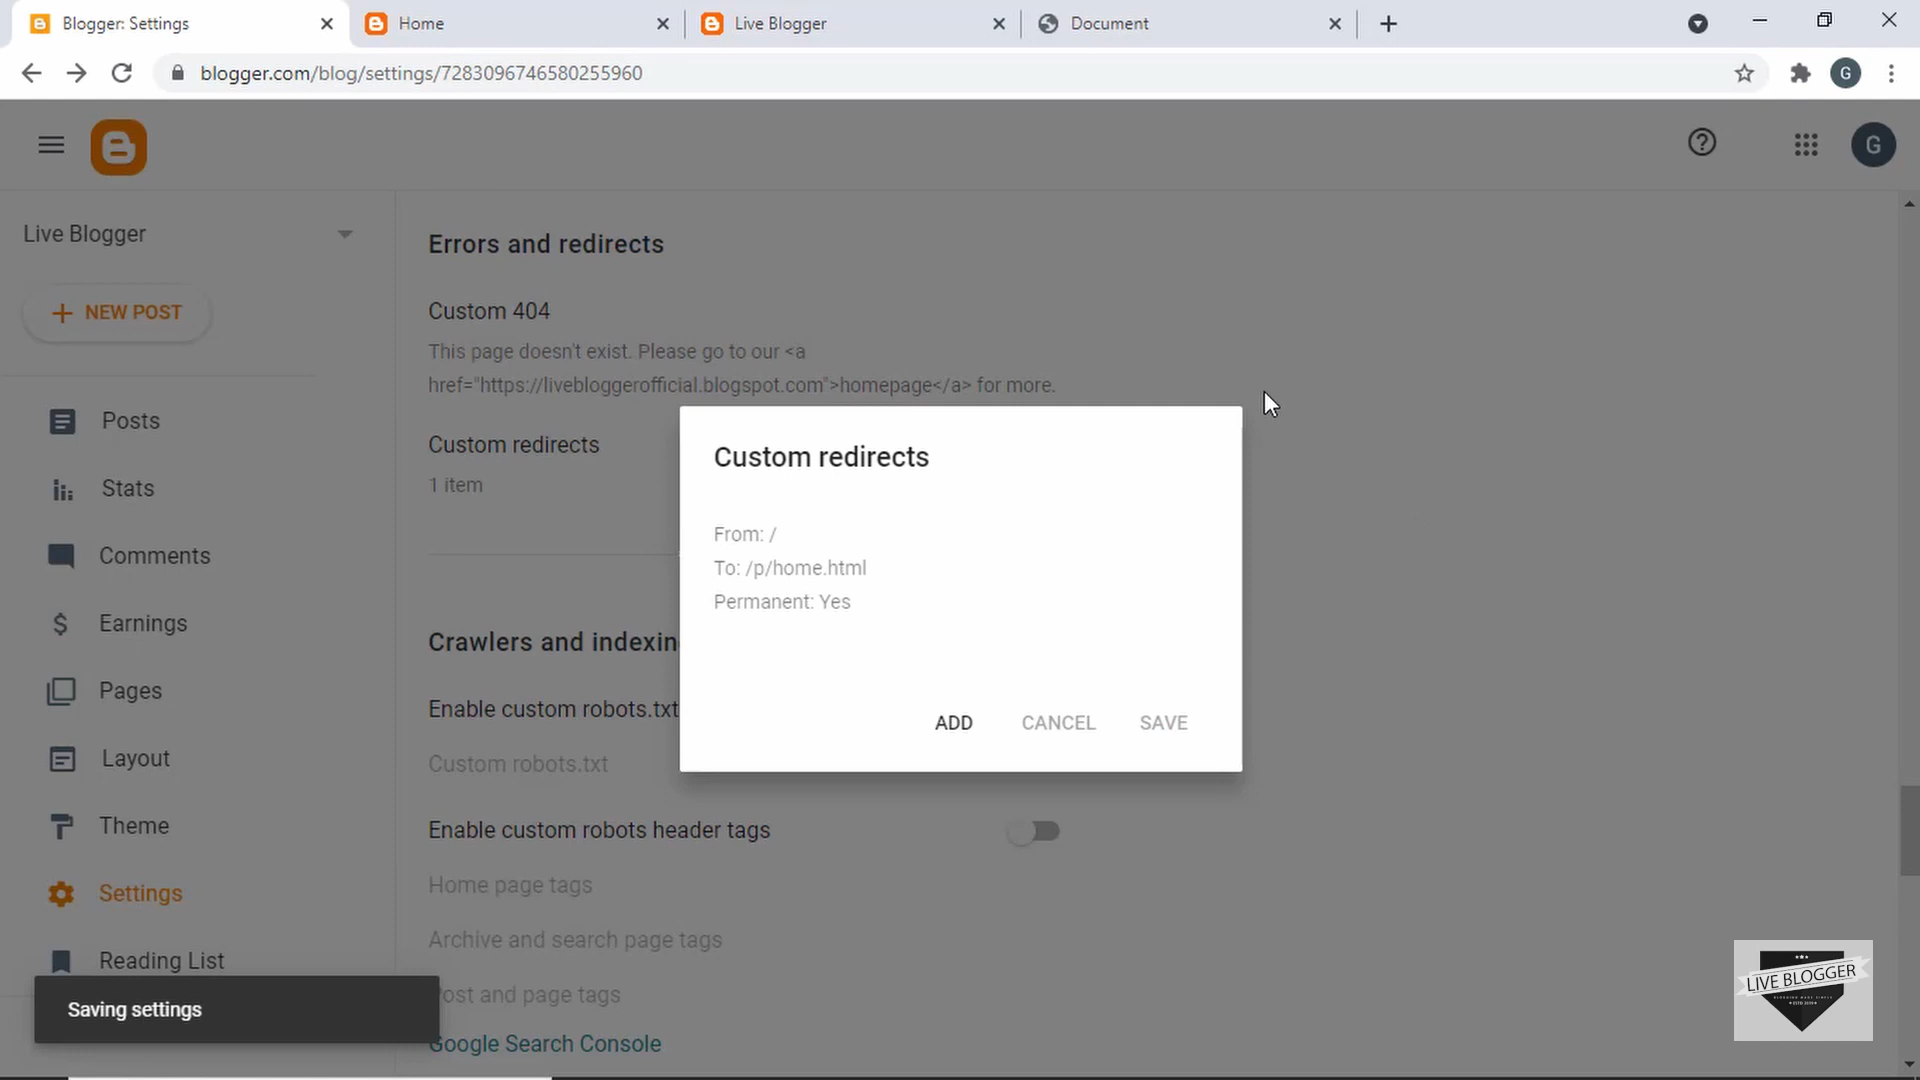 Blogger: Settings
Home
Live Blogger
Document
blogger.com/blog/settings/7283096746580255960
G
G
Live Blogger
NEW POST
Posts
Stats
Comments
Earnings
Pages
Layout
Theme
Settings
Reading List
Errors and redirects
Custom 404
This page doesn't exist. Please go to our <a
href="https://livebloggerofficial.blogspot.com">homepage</a> for more.
Custom redirects
1 item
Crawlers and indexin
Enable custom robots.txt
Custom robots.txt
Enable custom robots header tags
Home page tags
Archive and search page tags
ost and page tags
Google Search Console
Custom redirects
From: /
To: /p/home.html
Permanent: Yes
ADD
CANCEL
SAVE
Saving settings
LIVE BLOGGER